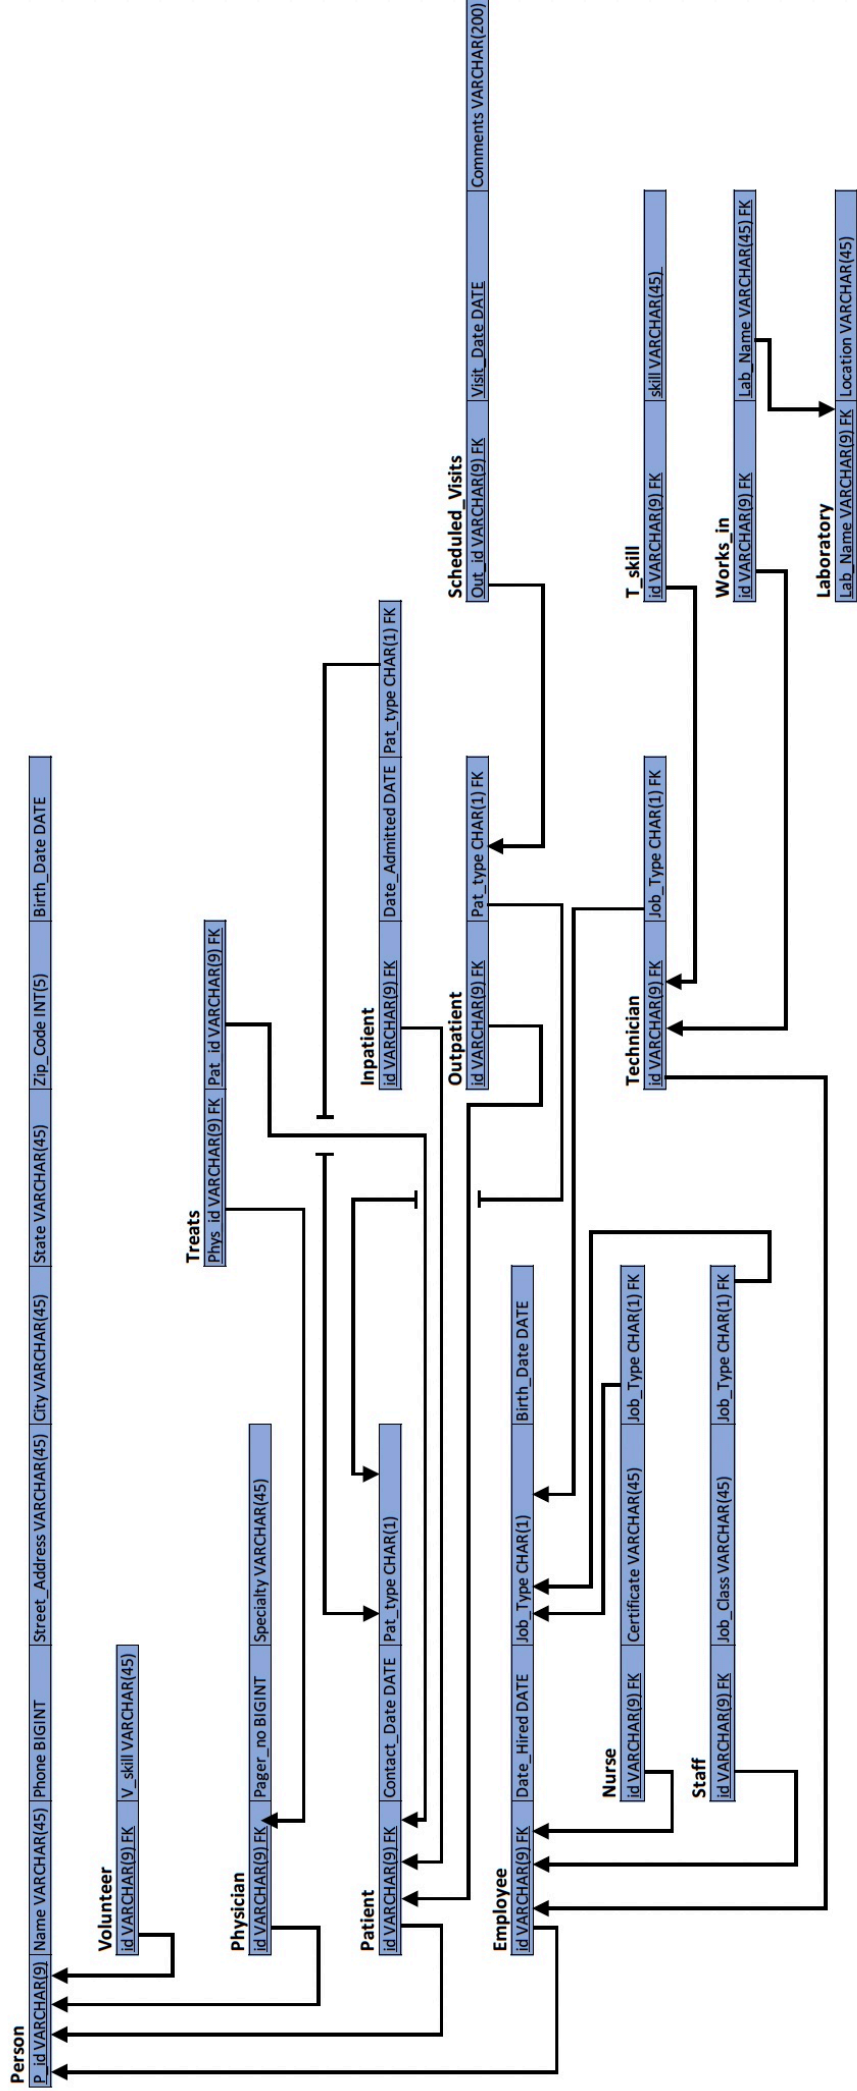 Person
P_id VARCHAR(9) Name VARCHAR(45) Phone BIGINT Street_Address VARCHAR(45) City VARCHAR(45) State VARCHAR(45) Zip_Code INT(5) Birth_Date DATE
Volunteer
id VARCHAR(9) FK V_skill VARCHAR(45)
Treats
Phys_id VARCHAR(9) FK Pat_id VARCHAR(9) FK
Physician
id VARCHAR(9) FK Pager_no BIGINT Specialty VARCHAR(45)
Patient
id VARCHAR(9) FK Contact_Date DATE Pat_type CHAR(1)
Inpatient
id VARCHAR(9) FK Date_Admitted DATE Pat_type CHAR(1) FK
Outpatient
id VARCHAR(9) FK Pat_type CHAR(1) FK
Scheduled_Visits
Out_id VARCHAR(9) FK Visit_Date DATE Comments VARCHAR(200)
Employee
id VARCHAR(9) FK Date_Hired DATE Job_Type CHAR(1) Birth_Date DATE
Nurse
id VARCHAR(9) FK Certificate VARCHAR(45) Job_Type CHAR(1) FK
Technician
id VARCHAR(9) FK Job_Type CHAR(1) FK
T_skill
id VARCHAR(9) FK skill VARCHAR(45)
Staff
id VARCHAR(9) FK Job_Class VARCHAR(45) Job_Type CHAR(1) FK
Works_in
id VARCHAR(9) FK Lab_Name VARCHAR(45) FK
Laboratory
Lab_Name VARCHAR(9) FK Location VARCHAR(45)